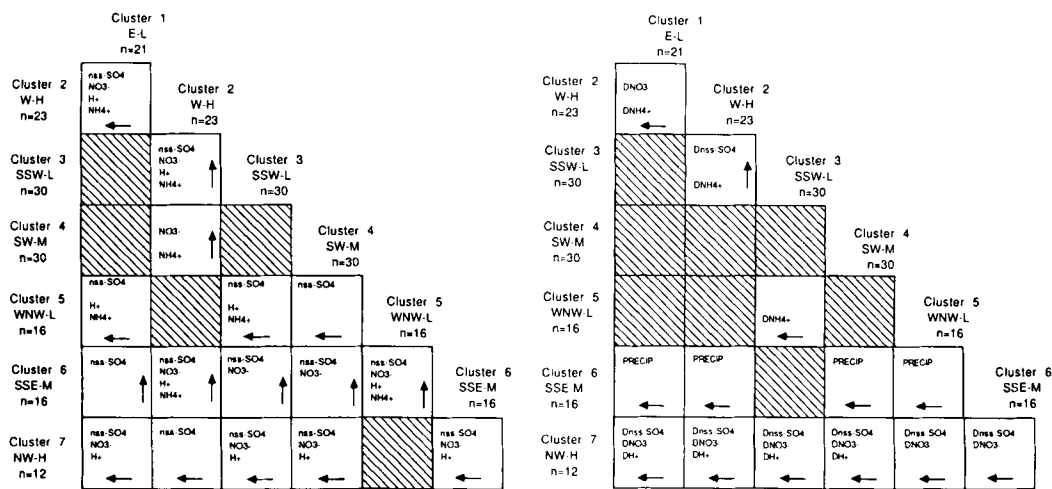 Cluster 1
E-L
n=21
Cluster 2
W-H
n=23
nss-SO4
NO3-
H+
NH4+
Cluster 2
W-H
n=23
Cluster 3
SSW-L
n=30
nss-SO4
NO3-
H+
NH4+
Cluster 3
SSW-L
n=30
Cluster 4
SW-M
n=30
NO3-
NH4+
Cluster 4
SW-M
n=30
Cluster 5
WNW-L
n=16
nss-SO4
H+
NH4+
nss-SO4
H+
NH4+
nss-SO4
Cluster 5
WNW-L
n=16
Cluster 6
SSE-M
n=16
nss-SO4
nss-SO4
NO3-
H+
NH4+
nss-SO4
NO3-
nss-SO4
NO3-
nss-SO4
NO3-
H+
NH4+
Cluster 6
SSE-M
n=16
Cluster 7
NW-H
n=12
nss-SO4
NO3-
H+
nss-SO4
nss-SO4
NO3-
H+
nss-SO4
NO3-
H+
nss-SO4
NO3-
H+
Cluster 1
E-L
n=21
Cluster 2
W-H
n=23
DNO3
DNH4+
Cluster 2
W-H
n=23
Cluster 3
SSW-L
n=30
Dnss-SO4
DNH4+
Cluster 3
SSW-L
n=30
Cluster 4
SW-M
n=30
Cluster 4
SW-M
n=30
Cluster 5
WNW-L
n=16
DNH4+
Cluster 5
WNW-L
n=16
Cluster 6
SSE M
n=16
PRECIP
PRECIP
PRECIP
PRECIP
Cluster 6
SSE-M
n=16
Cluster 7
NW-H
n=12
Dnss SO4
DNO3
DH+
Dnss SO4
DNO3-
DH+
Dnss SO4
DNO3-
DH+
Dnss SO4
DNO3-
DH+
Dnss SO4
DNO3-
Dnss SO4
DNO3-